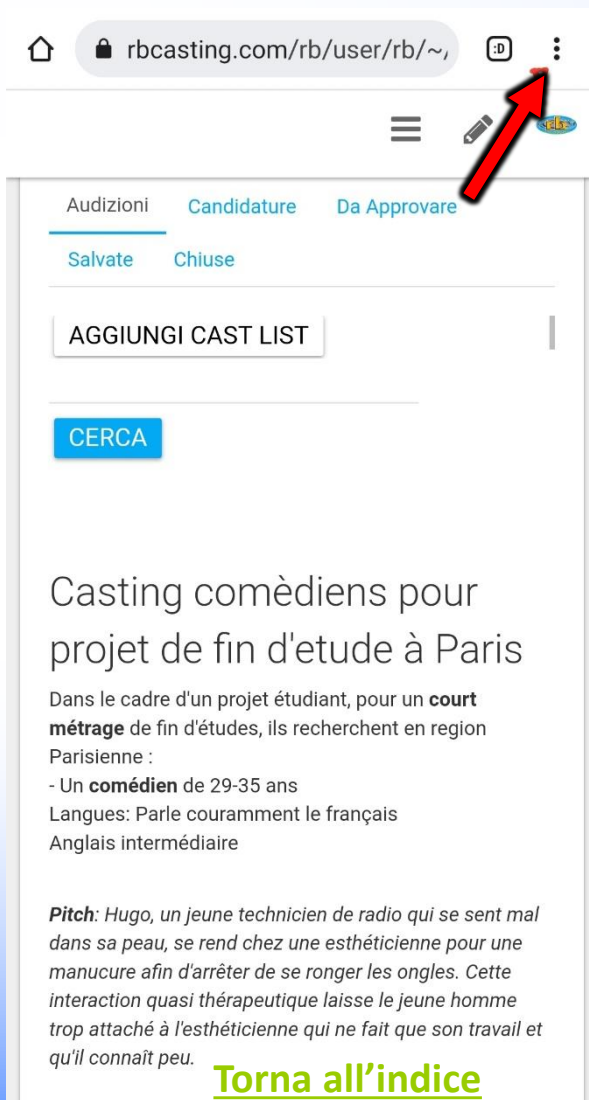 rbcasting.com/rb/user/rb/~,
:D
Audizioni Candidature Da Approvare
Salvate Chiuse
AGGIUNGI CAST LIST
CERCA
Casting comèdiens pour
projet de fin d'etude à Paris
Dans le cadre d'un projet étudiant, pour un court
métrage de fin d'études, ils recherchent en region
Parisienne :
- Un comédien de 29-35 ans
Langues: Parle couramment le français
Anglais intermédiaire
Pitch: Hugo, un jeune technicien de radio qui se sent mal
dans sa peau, se rend chez une esthéticienne pour une
manucure afin d'arrêter de se ronger les ongles. Cette
interaction quasi thérapeutique laisse le jeune homme
trop attaché à l'esthéticienne qui ne fait que son travail et
qu'il connaît peu.
Torna all’indice